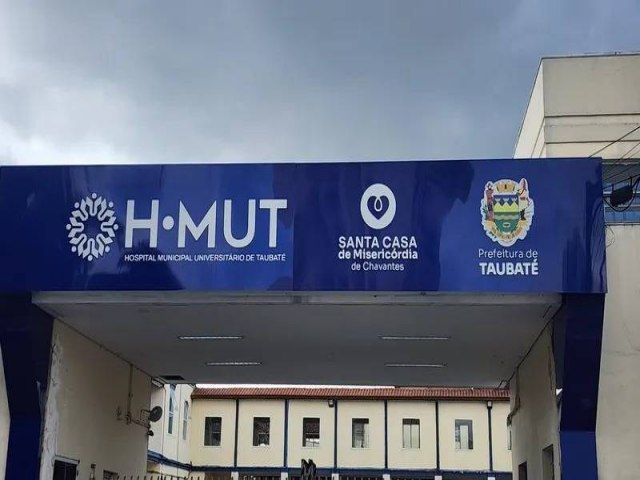 H·MUT
HOSPITAL MUNICIPAL UNIVERSITÁRIO DE TAUBATÉ
SANTA CASA
de Misericórdia
de Chavantes
Prefeitura de
TAUBATÉ